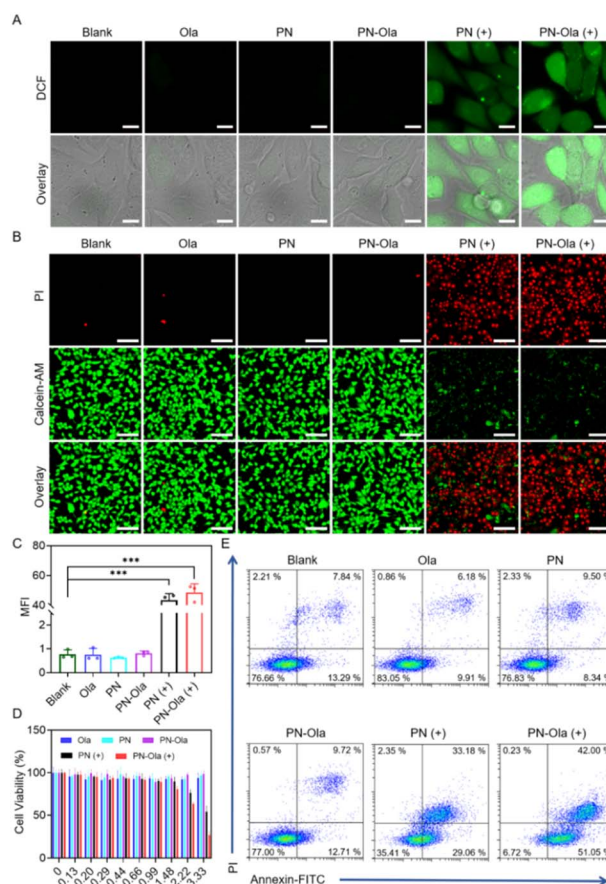 A
Blank Ola PN PN-Ola PN (+) PN-Ola (+)
DCF
Overlay
B
Blank Ola PN PN-Ola PN (+) PN-Ola (+)
PI
Calcein-AM
Overlay
C
MFI
80
60
40
2
1
0
***
***
Blank
Ola
PN
PN-Ola
PN (+)
PN-Ola (+)
D
Cell Viability (%)
150
100
50
0
Ola PN PN-Ola
PN (+) PN-Ola (+)
0
0.13
0.20
0.29
0.44
0.66
0.99
1.48
2.22
3.33
E
Blank Ola PN
2.21 % 7.84 % 0.86 % 6.18 % 2.33 % 9.50 %
76.66 % 13.29 % 83.05 % 9.91 % 76.83 % 8.34 %
PN-Ola PN (+) PN-Ola (+)
0.57 % 9.72 % 2.35 % 33.18 % 0.23 % 42.00 %
77.00 % 12.71 % 35.41 % 29.06 % 6.72 % 51.05 %
PI
Annexin-FITC